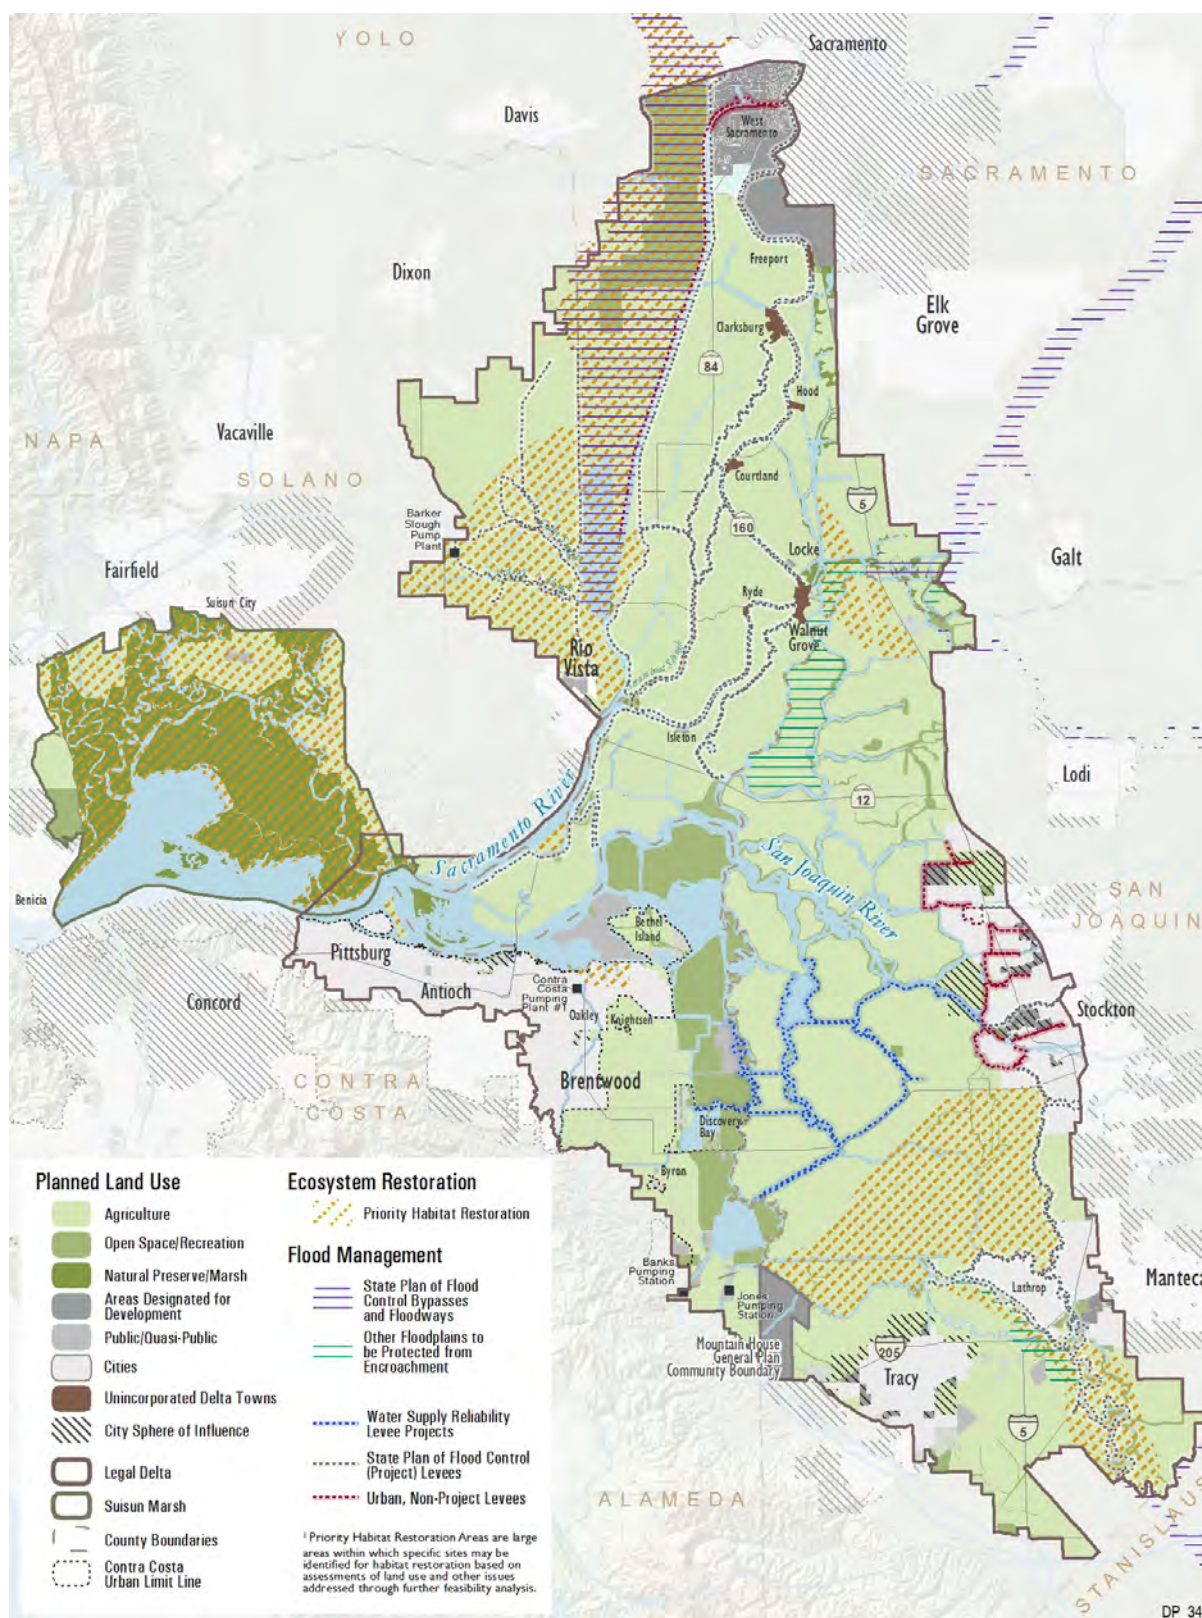 YOLO
Sacramento
Davis
West
Sacramento
SACRAMENTO
Dixon
Freeport
Elk
Grove
Clarksburg
84
Hood
NAPA
Vacaville
SOLANO
Courtland
5
160
Barker
Slough
Pump
Plant
Locke
Galt
Fairfield
Suisun City
Ryde
Walnut
Grove
Rio
Vista
Isleton
Lodi
12
Sacramento River
San Joaquin River
SAN
JOAQUIN
Benicia
Bethel
Island
Pittsburg
Antioch
Concord
Contra
Costa
Pumping
Plant #1
Oakley
Knightsen
Stockton
CONTRA
COSTA
Brentwood
Discovery
Bay
Byron
Banks
Pumping
Station
Jones
Pumping
Station
Lathrop
Manteca
Mountain House
General Plan
Community Boundary
205
Tracy
5
ALAMEDA
STANISLAUS
Planned Land Use
Agriculture
Open Space/Recreation
Natural Preserve/Marsh
Areas Designated for
Development
Public/Quasi-Public
Cities
Unincorporated Delta Towns
City Sphere of Influence
Legal Delta
Suisun Marsh
County Boundaries
Contra Costa
Urban Limit Line
Ecosystem Restoration
Priority Habitat Restoration
Flood Management
State Plan of Flood
Control Bypasses
and Floodways
Other Floodplains to
be Protected from
Encroachment
Water Supply Reliability
Levee Projects
State Plan of Flood Control
(Project) Levees
Urban, Non-Project Levees
¹ Priority Habitat Restoration Areas are large
areas within which specific sites may be
identified for habitat restoration based on
assessments of land use and other issues
addressed through further feasibility analysis.
DP_34